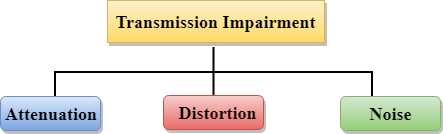 Transmission Impairment
Attenuation
Distortion
Noise